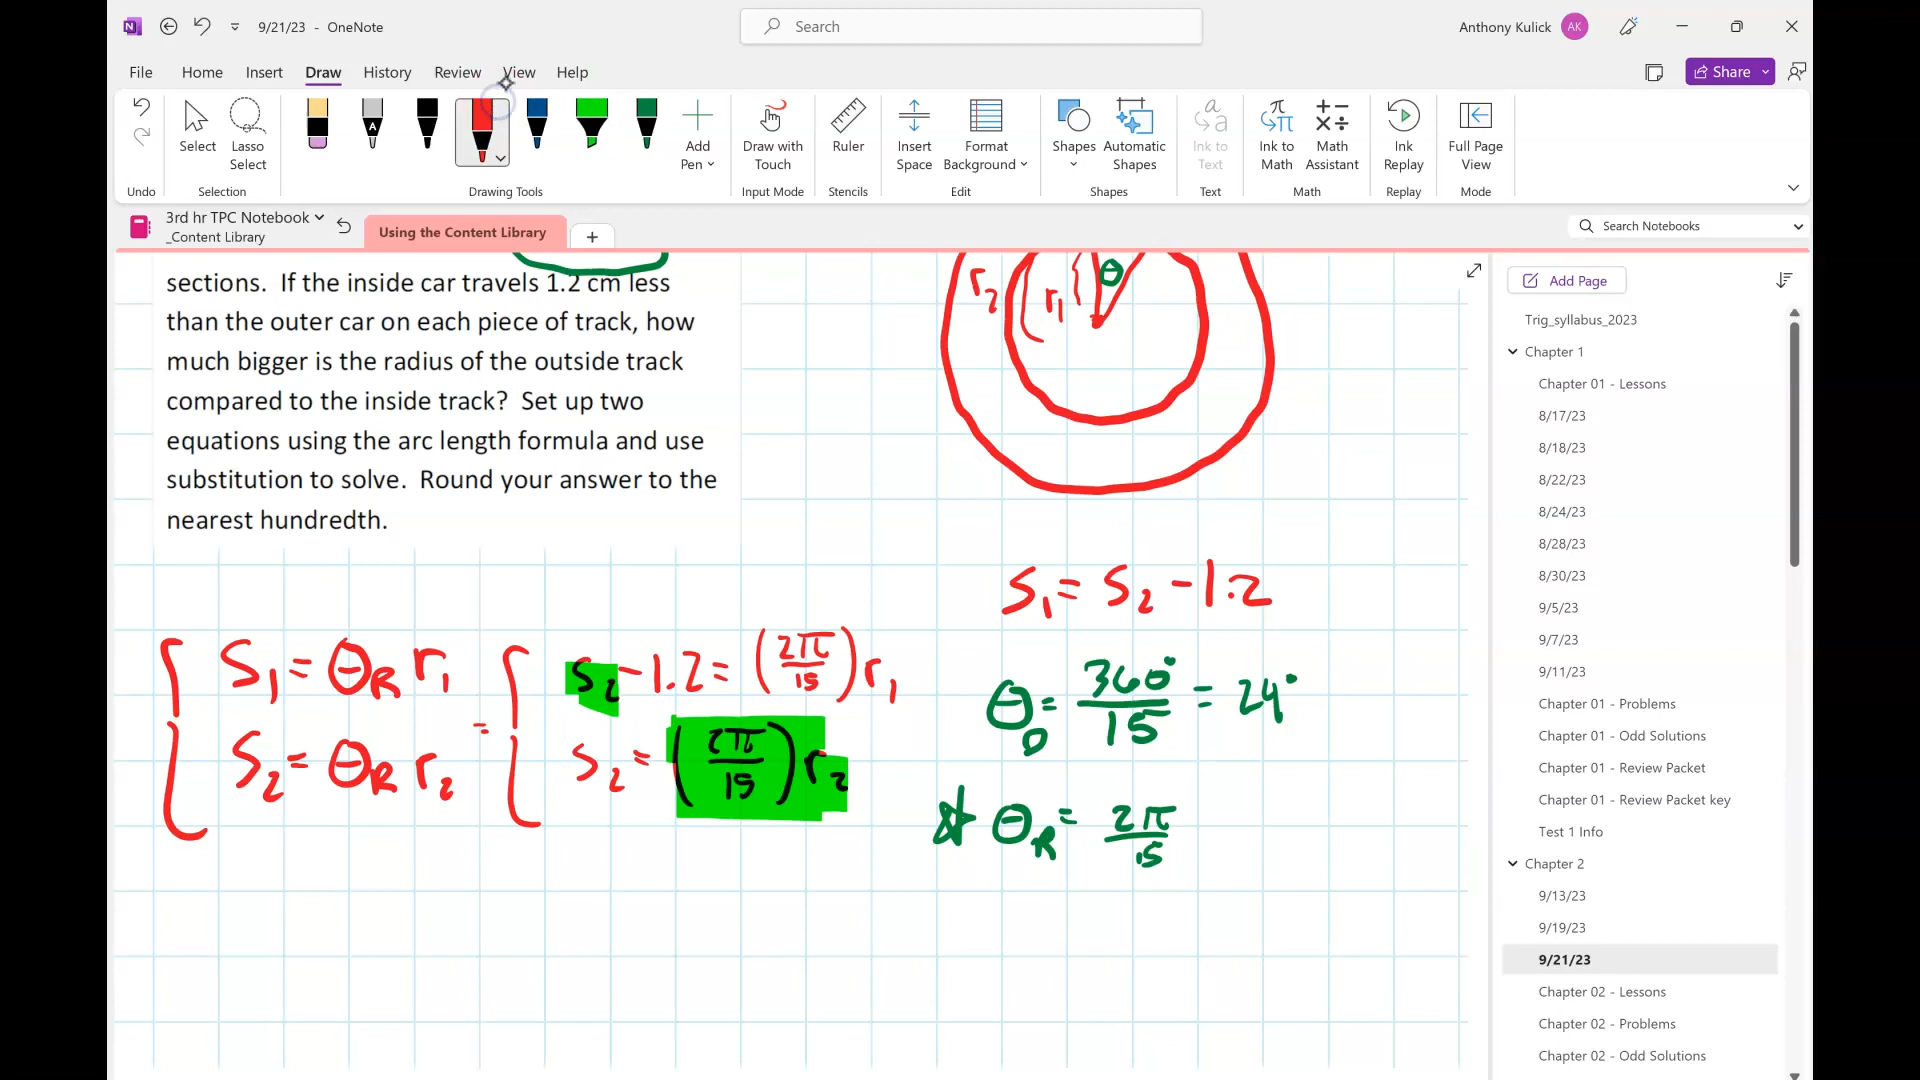 9/21/23 - OneNote
Search
Anthony Kulick AK
File Home Insert Draw History Review View Help
Share
Select
Lasso Select
A
Add Pen
Draw with Touch
Ruler
Insert Space
Format Background
Shapes
Automatic Shapes
Ink to Text
Ink to Math
Math Assistant
Ink Replay
Full Page View
Undo Selection Drawing Tools Input Mode Stencils Edit Shapes Text Math Replay Mode
3rd hr TPC Notebook
_Content Library
Using the Content Library
Search Notebooks
sections. If the inside car travels 1.2 cm less
than the outer car on each piece of track, how
much bigger is the radius of the outside track
compared to the inside track? Set up two
equations using the arc length formula and use
substitution to solve. Round your answer to the
nearest hundredth.
r₂ r₁ θ
S₁ = S₂ - 1.2
S₁ = θ_R r₁ = S₂ - 1.2 = (2π/15) r₁
S₂ = θ_R r₂ S₂ = (2π/15) r₂
θ_D = 360°/15 = 24°
θ_R = 2π/15
Add Page
Trig_syllabus_2023
Chapter 1
Chapter 01 - Lessons
8/17/23
8/18/23
8/22/23
8/24/23
8/28/23
8/30/23
9/5/23
9/7/23
9/11/23
Chapter 01 - Problems
Chapter 01 - Odd Solutions
Chapter 01 - Review Packet
Chapter 01 - Review Packet key
Test 1 Info
Chapter 2
9/13/23
9/19/23
9/21/23
Chapter 02 - Lessons
Chapter 02 - Problems
Chapter 02 - Odd Solutions